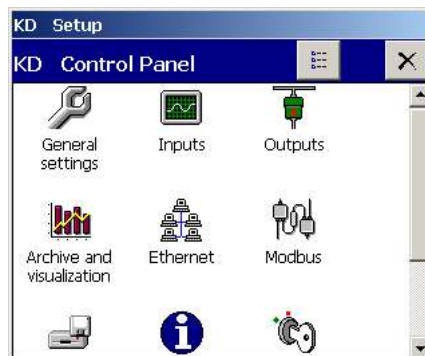 KD Setup
KD Control Panel
General
settings
Inputs
Outputs
Archive and
visualization
Ethernet
Modbus